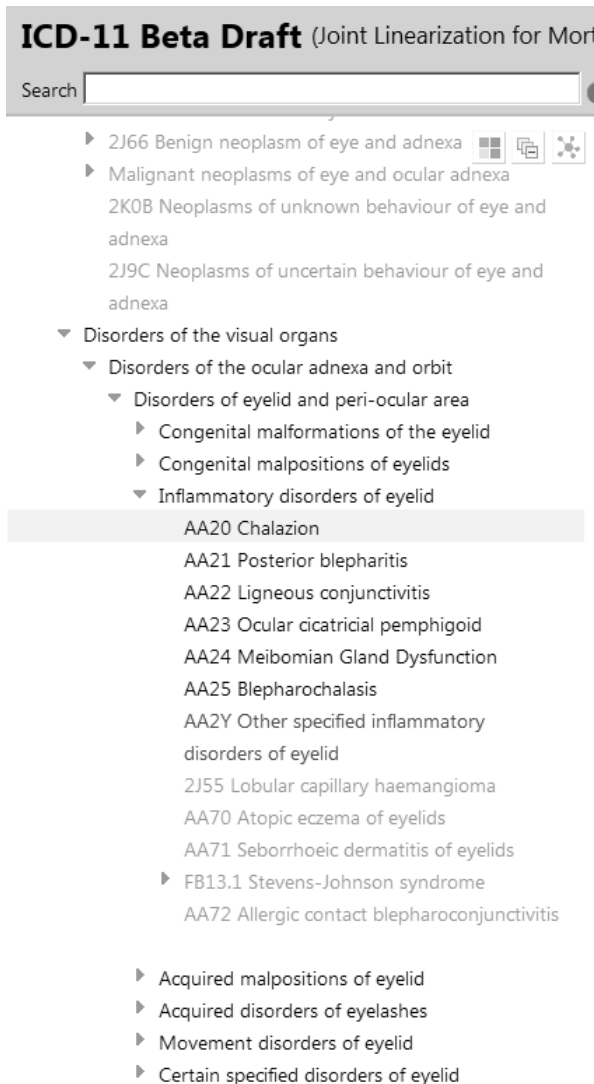 ICD-11 Beta Draft (Joint Linearization for Mort
Search
2J66 Benign neoplasm of eye and adnexa
Malignant neoplasms of eye and ocular adnexa
2K0B Neoplasms of unknown behaviour of eye and
adnexa
2J9C Neoplasms of uncertain behaviour of eye and
adnexa
Disorders of the visual organs
Disorders of the ocular adnexa and orbit
Disorders of eyelid and peri-ocular area
Congenital malformations of the eyelid
Congenital malpositions of eyelids
Inflammatory disorders of eyelid
AA20 Chalazion
AA21 Posterior blepharitis
AA22 Ligneous conjunctivitis
AA23 Ocular cicatricial pemphigoid
AA24 Meibomian Gland Dysfunction
AA25 Blepharochalasis
AA2Y Other specified inflammatory
disorders of eyelid
2J55 Lobular capillary haemangioma
AA70 Atopic eczema of eyelids
AA71 Seborrhoeic dermatitis of eyelids
FB13.1 Stevens-Johnson syndrome
AA72 Allergic contact blepharoconjunctivitis
Acquired malpositions of eyelid
Acquired disorders of eyelashes
Movement disorders of eyelid
Certain specified disorders of eyelid